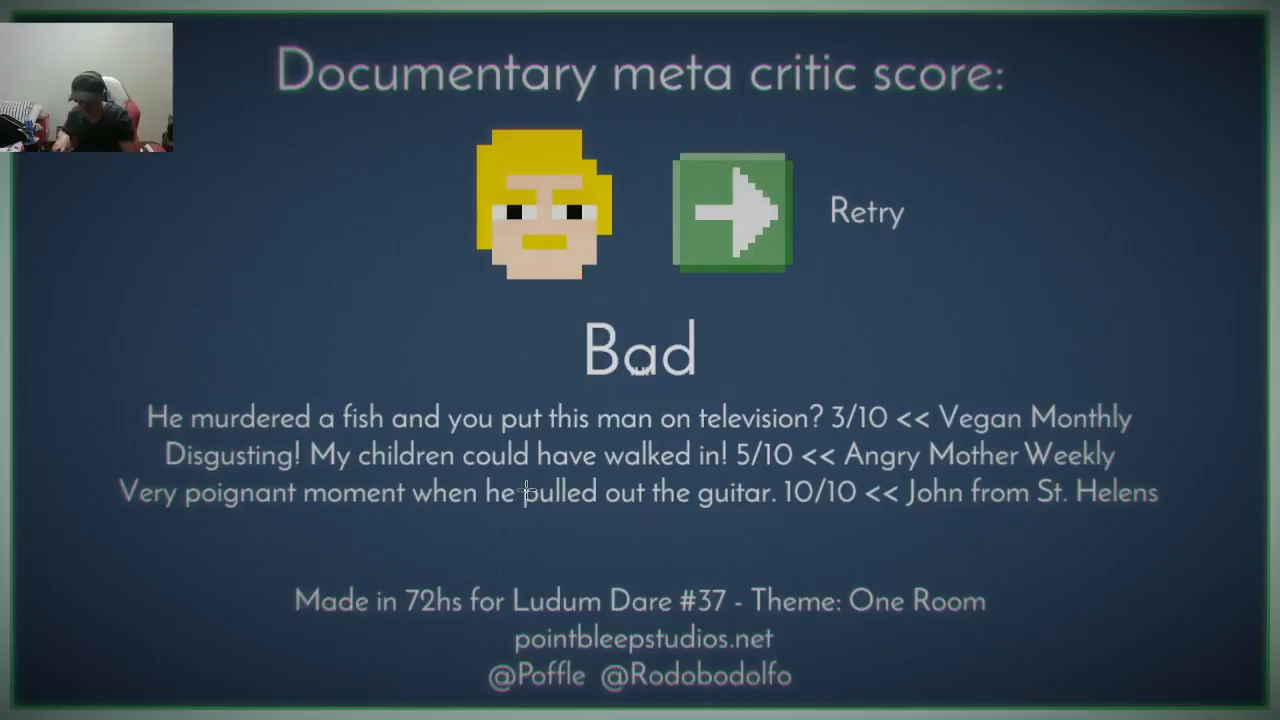 Documentary meta critic score:
Retry
Bad
He murdered a fish and you put this man on television? 3/10 << Vegan Monthly
Disgusting! My children could have walked in! 5/10 << Angry Mother Weekly
Very poignant moment when he pulled out the guitar. 10/10 << John from St. Helens
Made in 72hs for Ludum Dare #37 - Theme: One Room
pointbleepstudios.net
@Poffle @Rodobodolfo